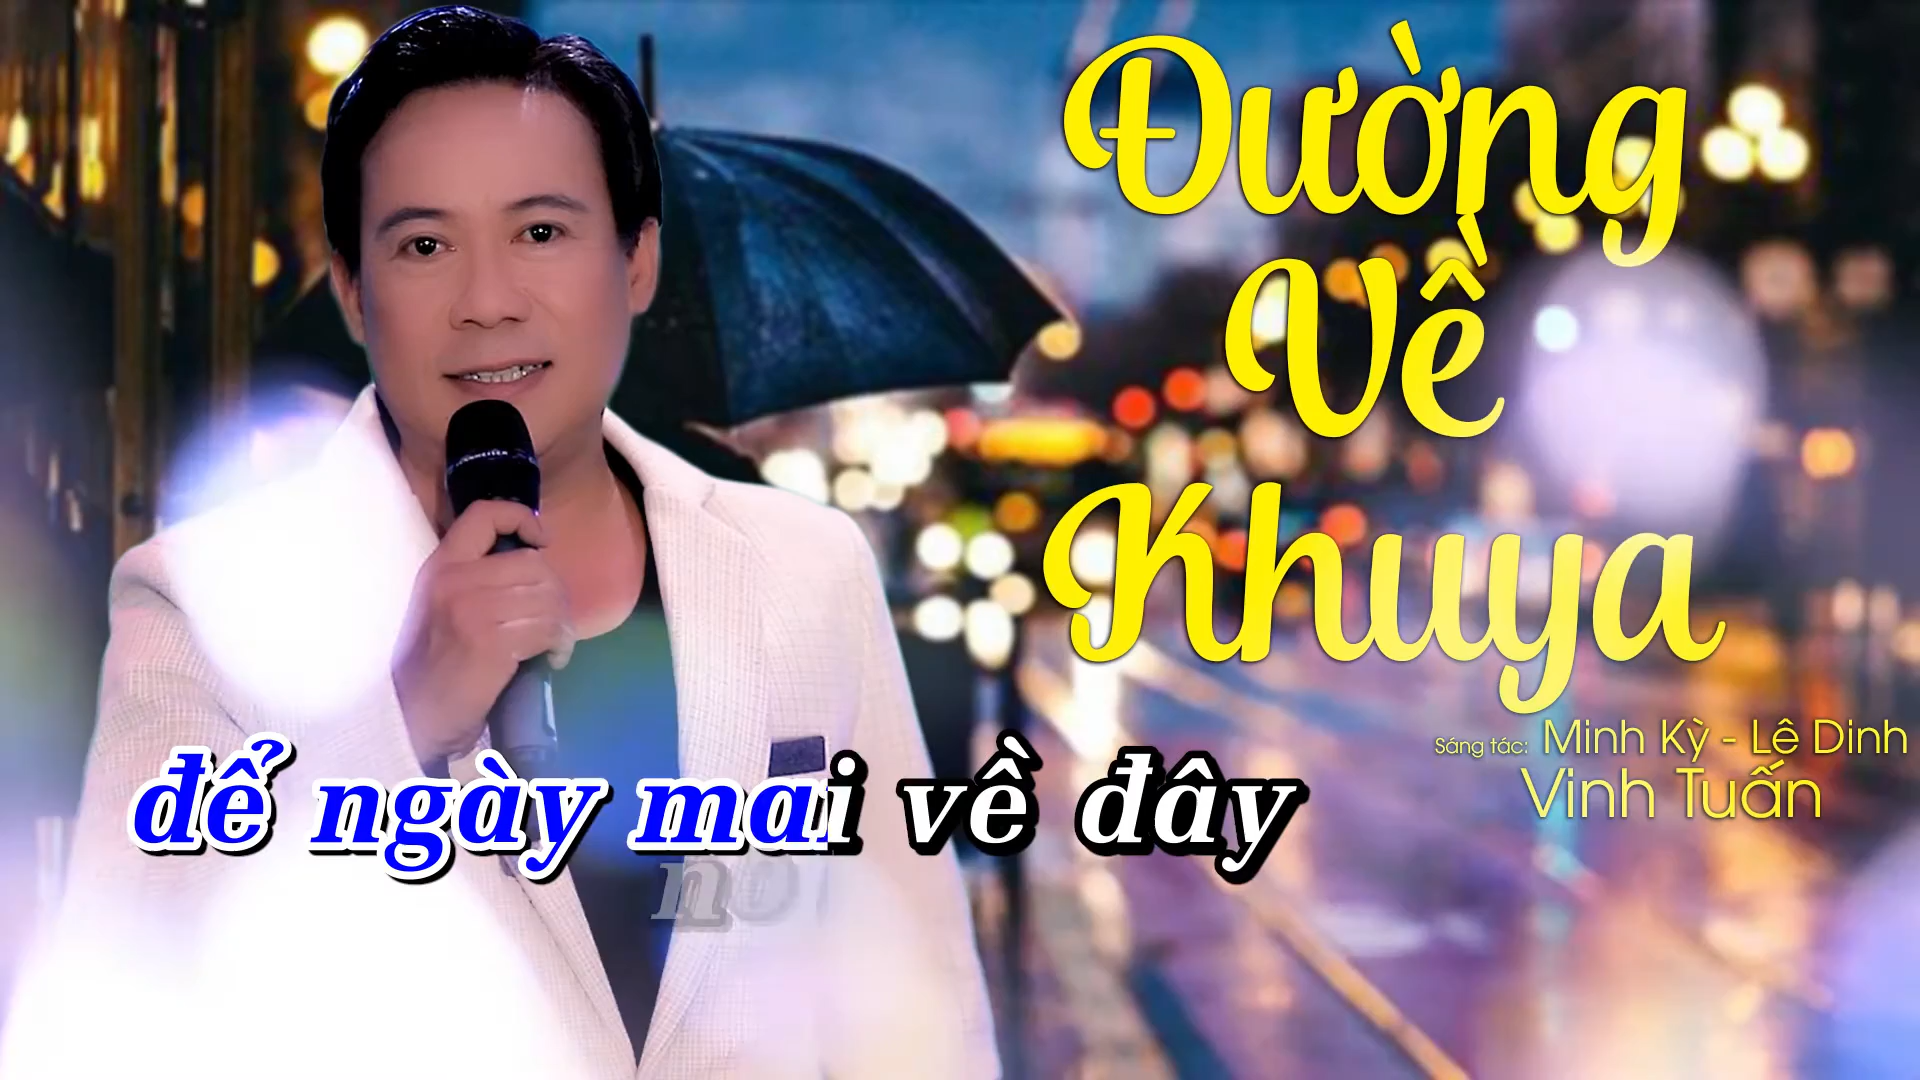 Đường
Về
Khuya
Sáng tác: Minh Kỳ - Lê Dinh
Vinh Tuấn
để ngày mai về đây